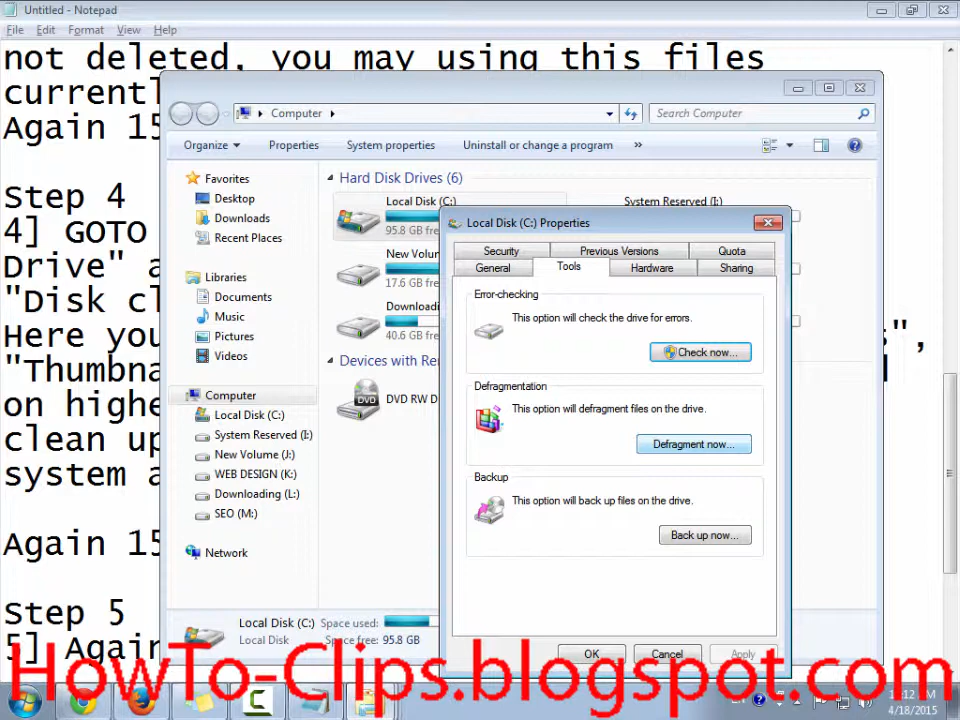 Untitled - Notepad
File Edit Format View Help
not deleted, you may using this files
currentl
Again 15
Step 4
4] GOTO
Drive" a
"Disk cl
Here you
s",
"Thumbna
on highe
clean up
system a
Again 15
Step 5
5] Again
Computer
Search Computer
Organize Properties System properties Uninstall or change a program »
Favorites
Desktop
Downloads
Recent Places
Libraries
Documents
Music
Pictures
Videos
Computer
Local Disk (C:)
System Reserved (I:)
New Volume (J:)
WEB DESIGN (K:)
Downloading (L:)
SEO (M:)
Network
Hard Disk Drives (6)
Local Disk (C:)
95.8 GB fre
System Reserved (I:)
New Volun
17.6 GB fre
Downloadi
40.6 GB fre
Devices with Re
DVD RW D
DVD
Local Disk (C:) Space used:
Local Disk Space free: 95.8 GB
Local Disk (C:) Properties
Security Previous Versions Quota
General Tools Hardware Sharing
Error-checking
This option will check the drive for errors.
Check now...
Defragmentation
This option will defragment files on the drive.
Defragment now...
Backup
This option will back up files on the drive.
Back up now...
OK Cancel Apply
HowTo-Clips.blogspot.com
4/18/2015